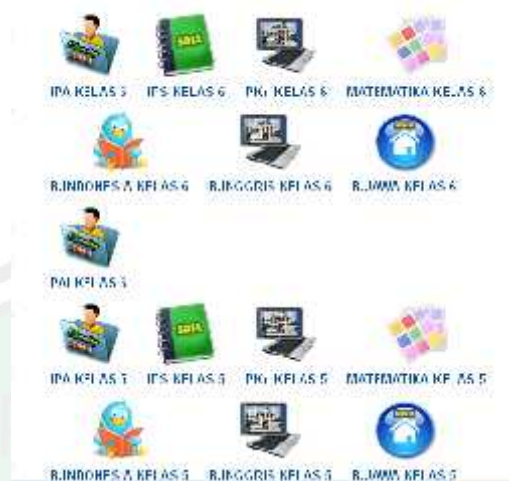 IPA KELAS 6 IPS KELAS 6 PKn KELAS 6 MATEMATIKA KELAS 6
B.INDONESIA KELAS 6 B.INGGRIS KELAS 6 B.JAWA KELAS 6
PAI KELAS 6
IPA KELAS 5 IPS KELAS 5 PKn KELAS 5 MATEMATIKA KELAS 5
B.INDONESIA KELAS 5 B.INGGRIS KELAS 5 B.JAWA KELAS 5